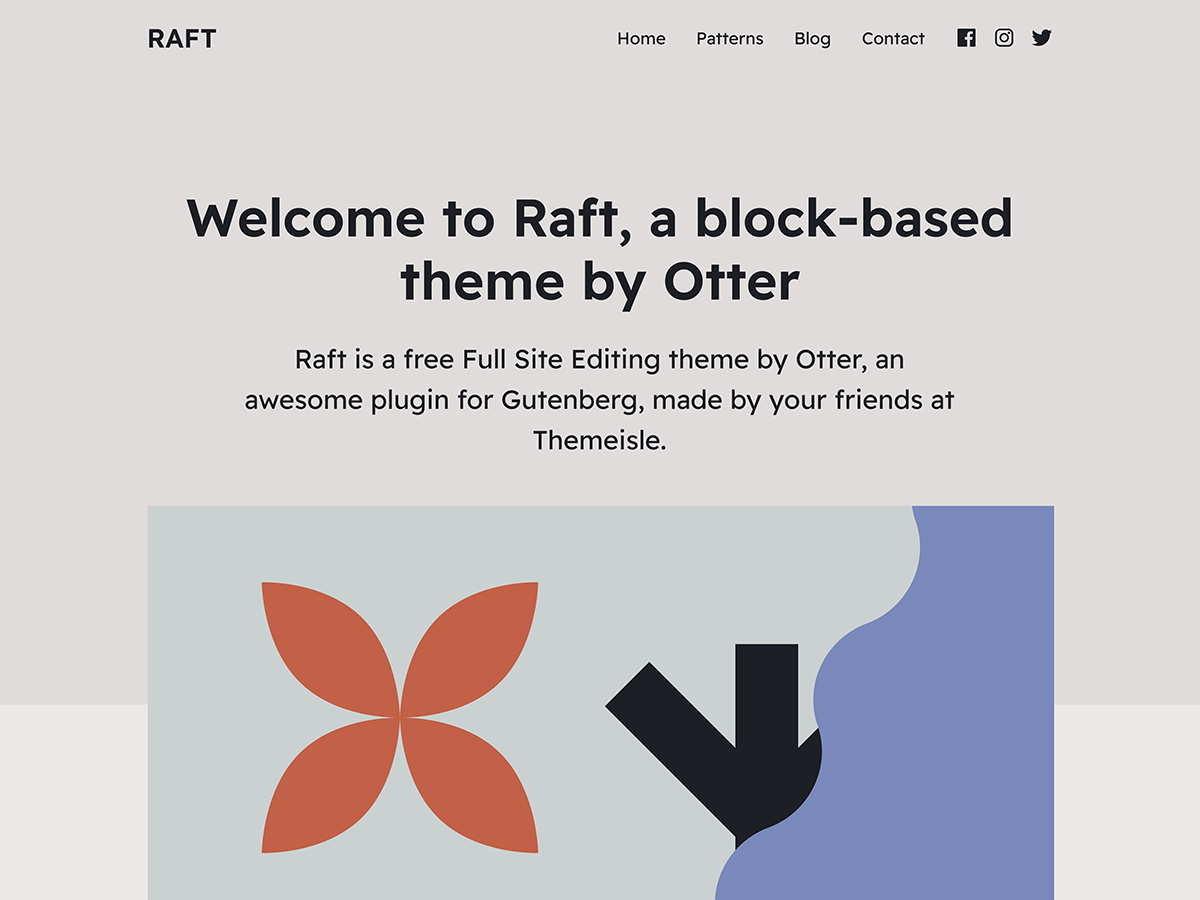 RAFT
Home Patterns Blog Contact
Welcome to Raft, a block-based
theme by Otter
Raft is a free Full Site Editing theme by Otter, an
awesome plugin for Gutenberg, made by your friends at
Themeisle.